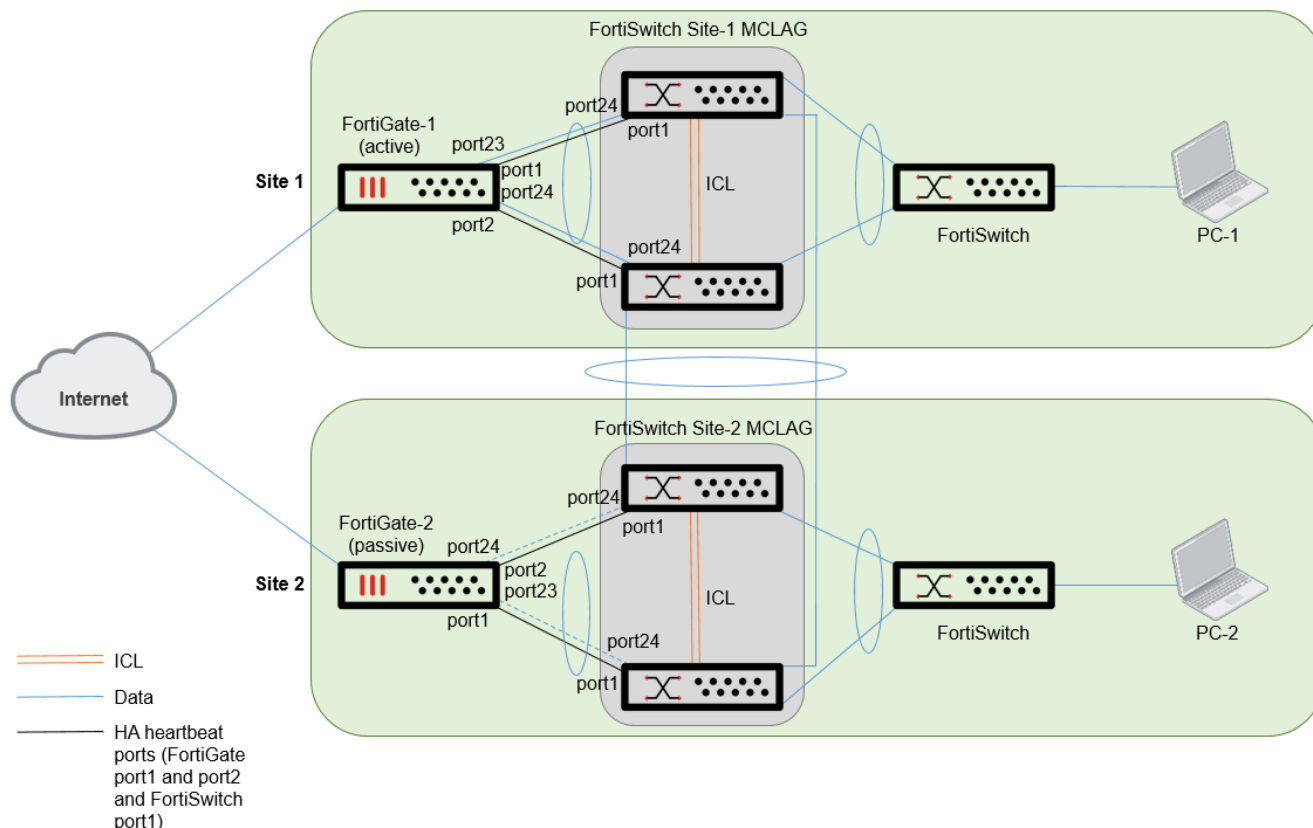 FortiSwitch Site-1 MCLAG
port24
FortiGate-1
(active)
port23
port1
port1
Site 1
port24
ICL
port2
port24
FortiSwitch
PC-1
port1
Internet
FortiSwitch Site-2 MCLAG
port24
FortiGate-2
(passive)
port24
port1
port2
Site 2
port23
ICL
port1
port24
FortiSwitch
PC-2
port1
ICL
Data
HA heartbeat
ports (FortiGate
port1 and port2
and FortiSwitch
port1)